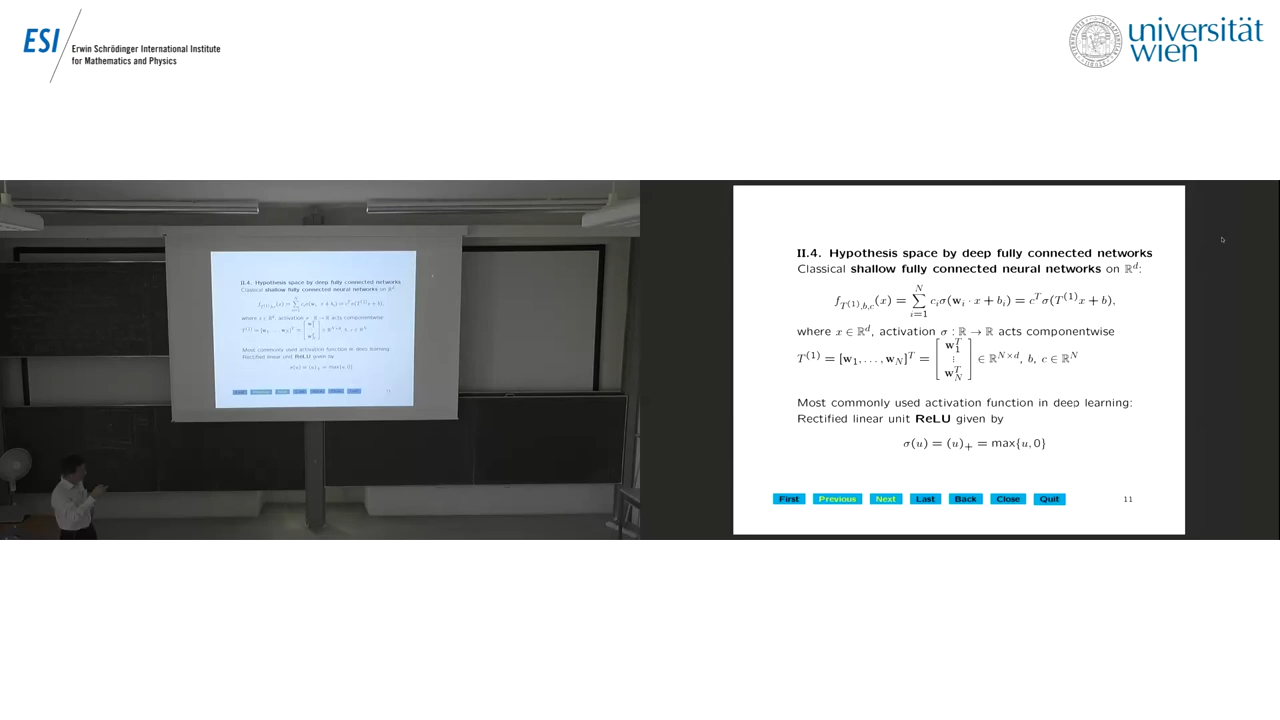 ESI
Erwin Schrödinger International Institute
for Mathematics and Physics
universität
wien
II.4. Hypothesis space by deep fully connected networks
Classical shallow fully connected neural networks on ℝᵈ:
f_{T^{(1)},b,c}(x) = ∑_{i=1}^{N} c_i σ(w_i · x + b_i) = c^T σ(T^{(1)}x + b),
where x ∈ ℝᵈ, activation σ : ℝ → ℝ acts componentwise
T^{(1)} = [w_1, . . . , w_N]^T = [w_1^T ⋮ w_N^T] ∈ ℝ^{N×d}, b, c ∈ ℝ^N
Most commonly used activation function in deep learning:
Rectified linear unit ReLU given by
σ(u) = (u)_+ = max{u, 0}
First Previous Next Last Back Close Quit 11